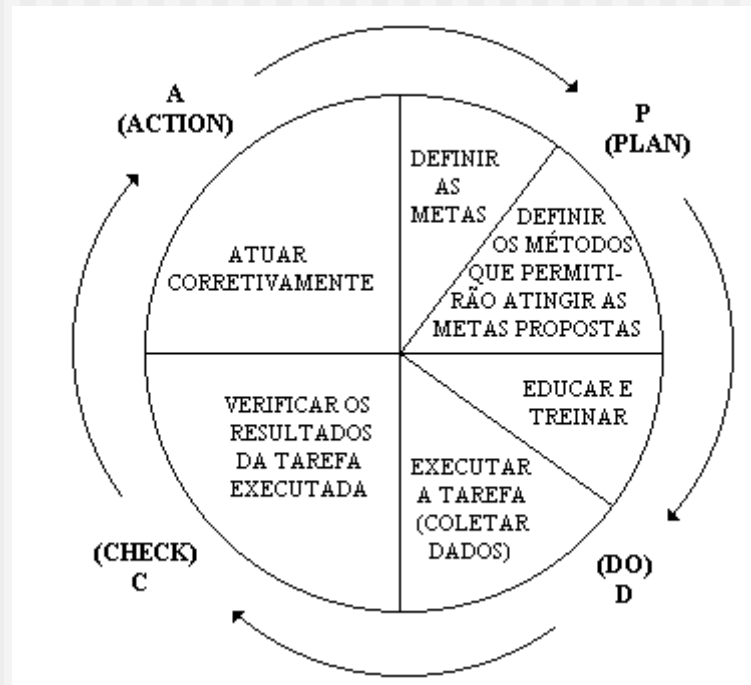 A
(ACTION)
P
(PLAN)
DEFINIR
AS
METAS
DEFINIR
OS MÉTODOS
QUE PERMITI-
RÃO ATINGIR AS
METAS PROPOSTAS
ATUAR
CORRETIVAMENTE
EDUCAR E
TREINAR
VERIFICAR OS
RESULTADOS
DA TAREFA
EXECUTADA
EXECUTAR
A TAREFA
(COLETAR
DADOS)
(CHECK)
C
(DO)
D